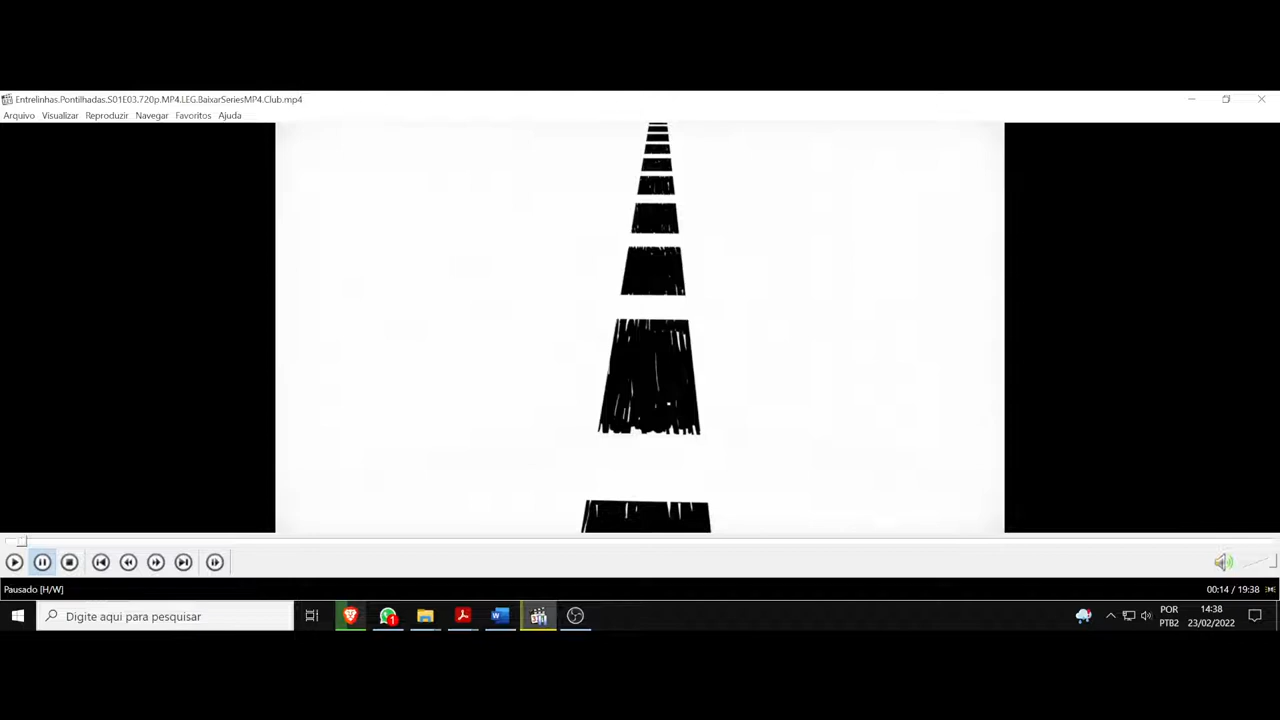 Entrelinhas.Pontilhadas.S01E03.720p.MP4.LEG.BaixarSeriesMP4.Club.mp4
Arquivo Visualizar Reproduzir Navegar Favoritos Ajuda
Pausado [H/W]
00:14 / 19:38
Digite aqui para pesquisar
1
POR
PTB2
14:38
23/02/2022